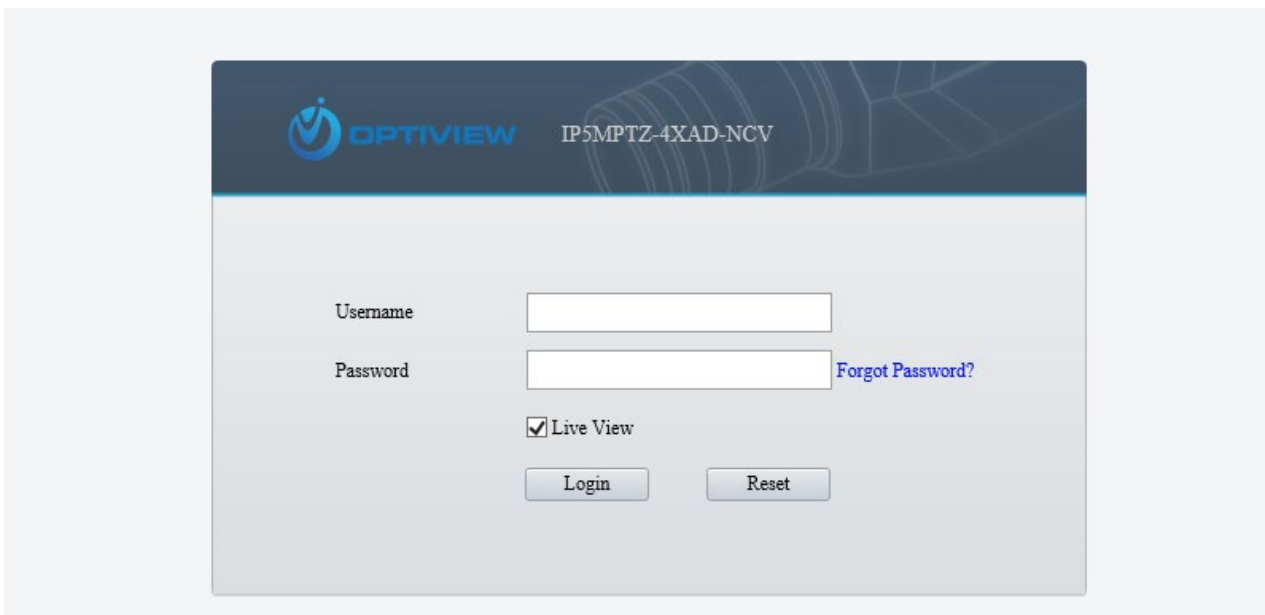 OPTIVIEW IP5MPTZ-4XAD-NCV
Username
Password Forgot Password?
Live View
Login Reset